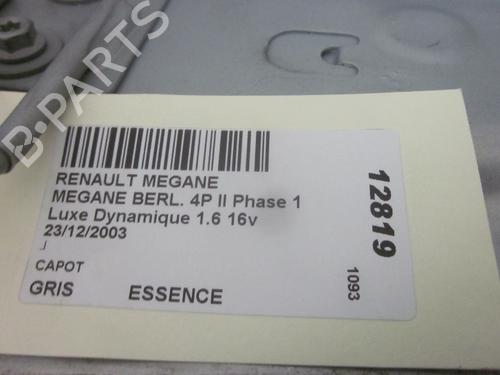 B-PARTS
RENAULT MEGANE
MEGANE BERL. 4P II Phase 1
Luxe Dynamique 1.6 16v
23/12/2003
CAPOT
GRIS ESSENCE
12819
1093